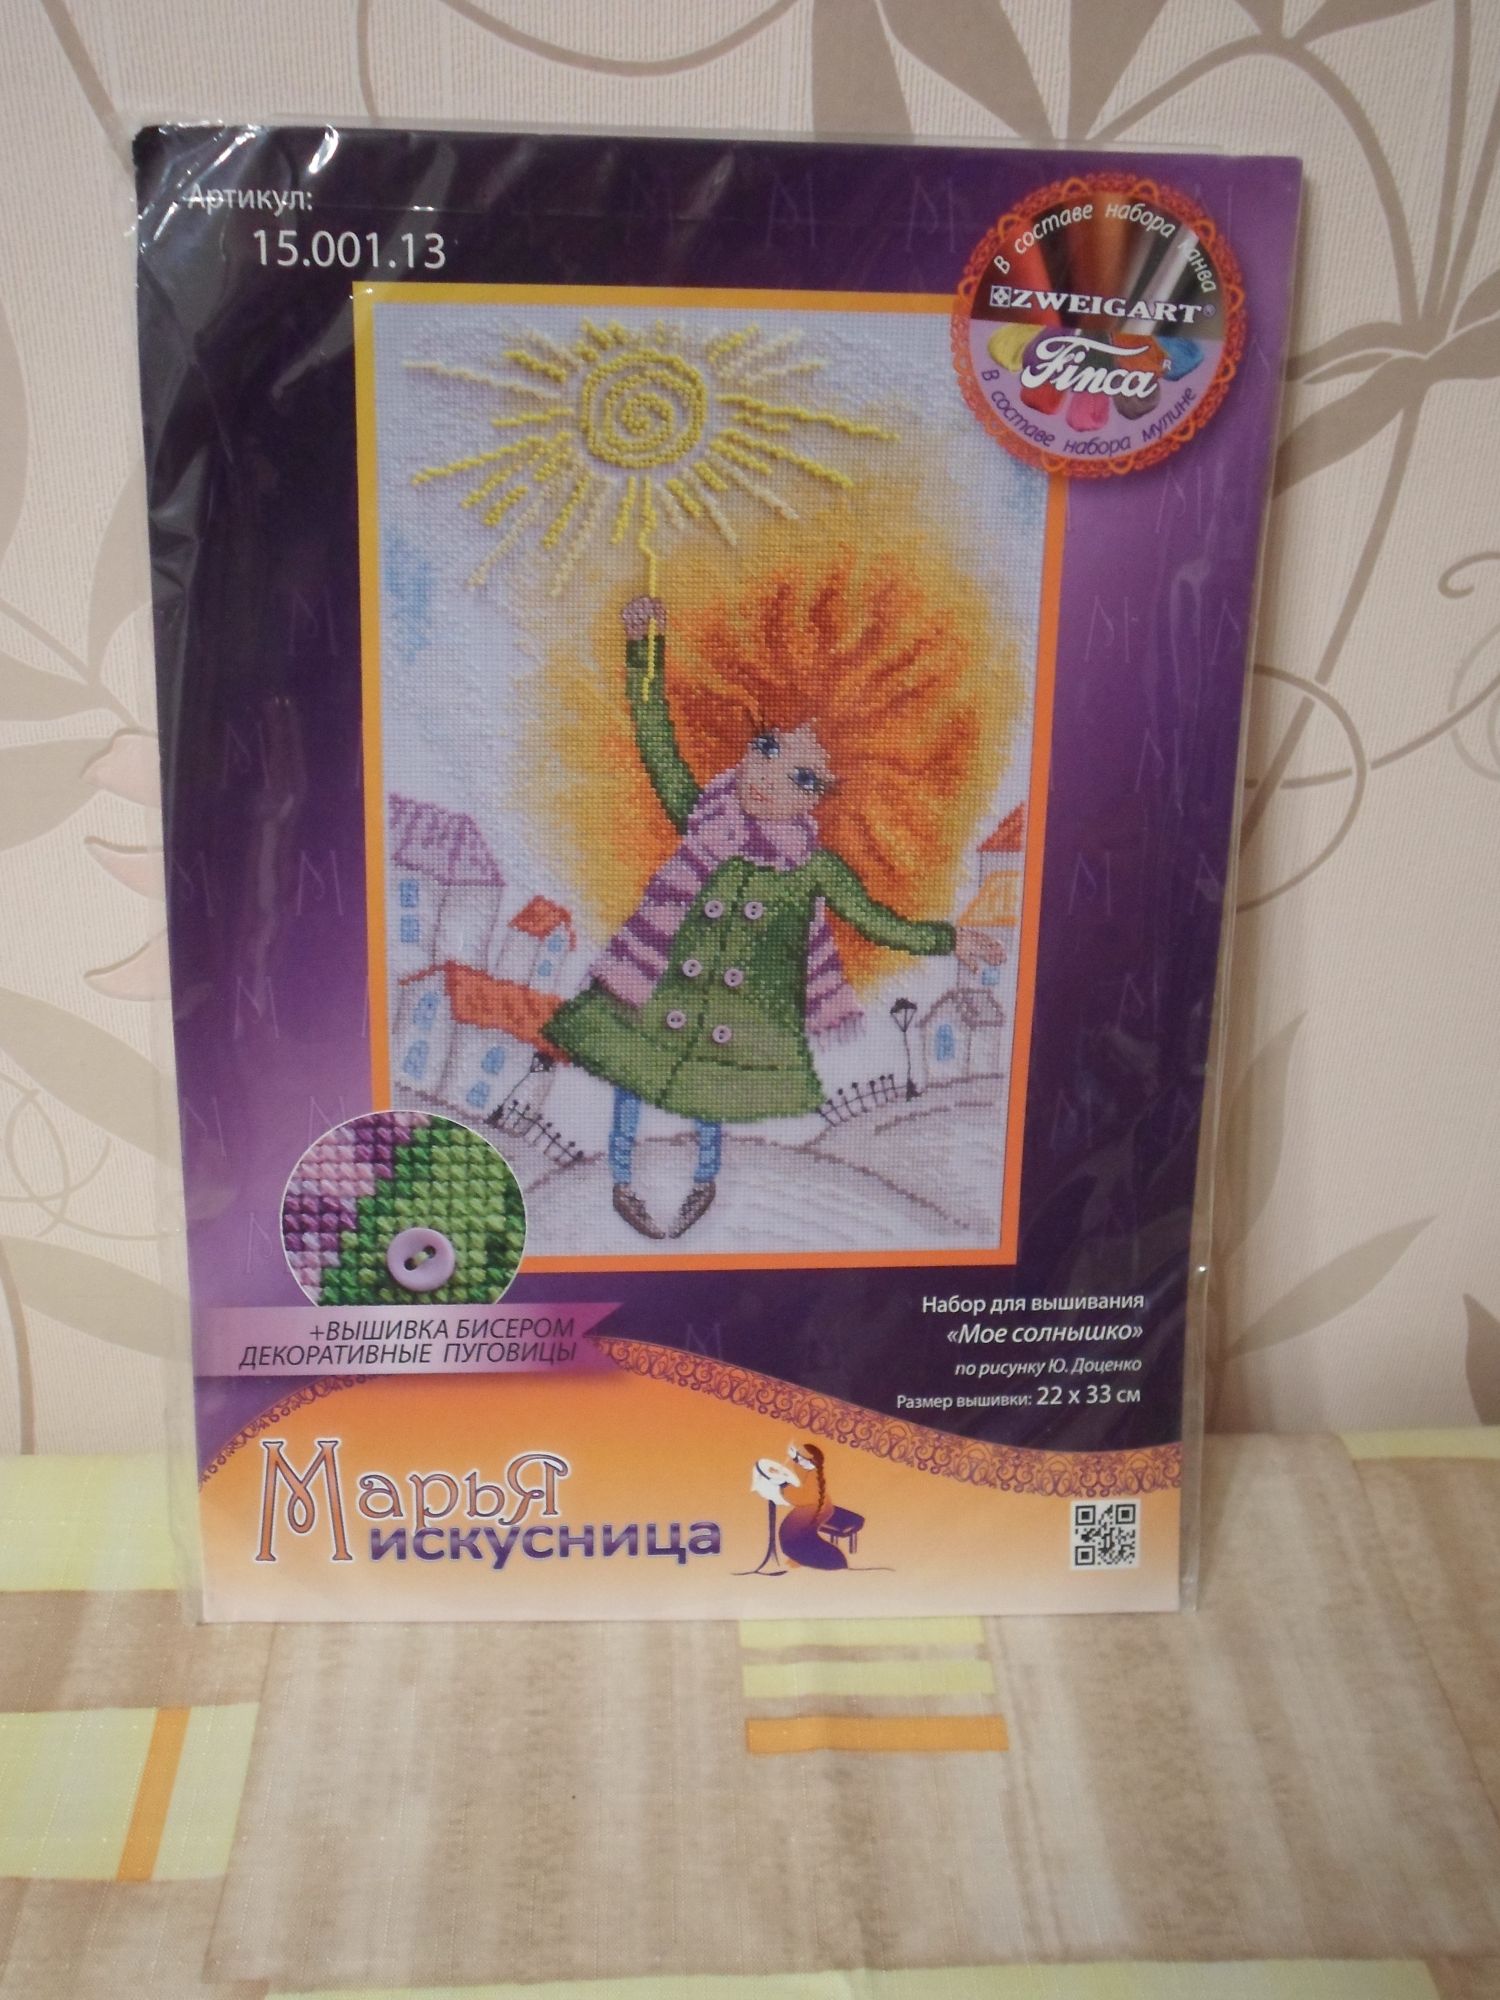 Артикул:
15.001.13
В составе набора канва
ZWEIGART®
Finca R
В составе набора мулине
+ВЫШИВКА БИСЕРОМ
ДЕКОРАТИВНЫЕ ПУГОВИЦЫ
Набор для вышивания
«Мое солнышко»
по рисунку Ю. Доценко
Размер вышивки: 22 x 33 см
МарьЯ
искусница